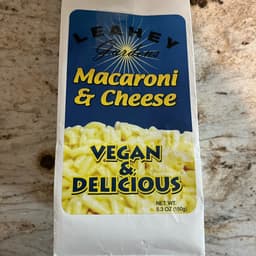 LEAHEY
Gardens
Macaroni
& Cheese
VEGAN
&
DELICIOUS
NET. WT.
5.3 OZ (150g)